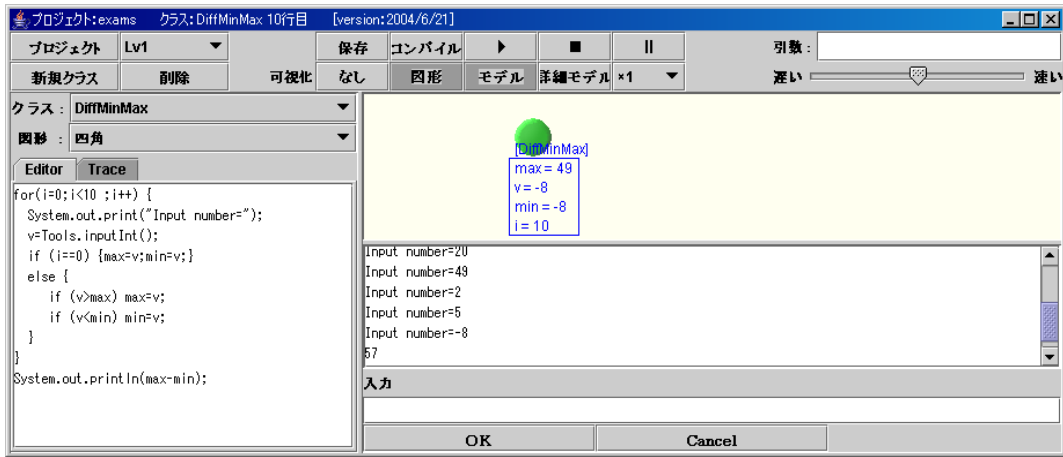 プロジェクト:exams クラス:DiffMinMax 10行目 [version:2004/6/21]
プロジェクト Lv1 保存 コンパイル 引数 :
新規クラス 削除 可視化 なし 図形 モデル 詳細モデル ×1 遅い 速い
クラス : DiffMinMax
図形 : 四角
Editor Trace
for(i=0;i<10 ;i++) {
System.out.print("Input number=");
v=Tools.inputInt();
if (i==0) {max=v;min=v;}
else {
if (v>max) max=v;
if (v<min) min=v;
}
}
System.out.println(max-min);
[DiffMinMax]
max = 49
v = -8
min = -8
i = 10
Input number=20
Input number=49
Input number=2
Input number=5
Input number=-8
57
入力
OK Cancel